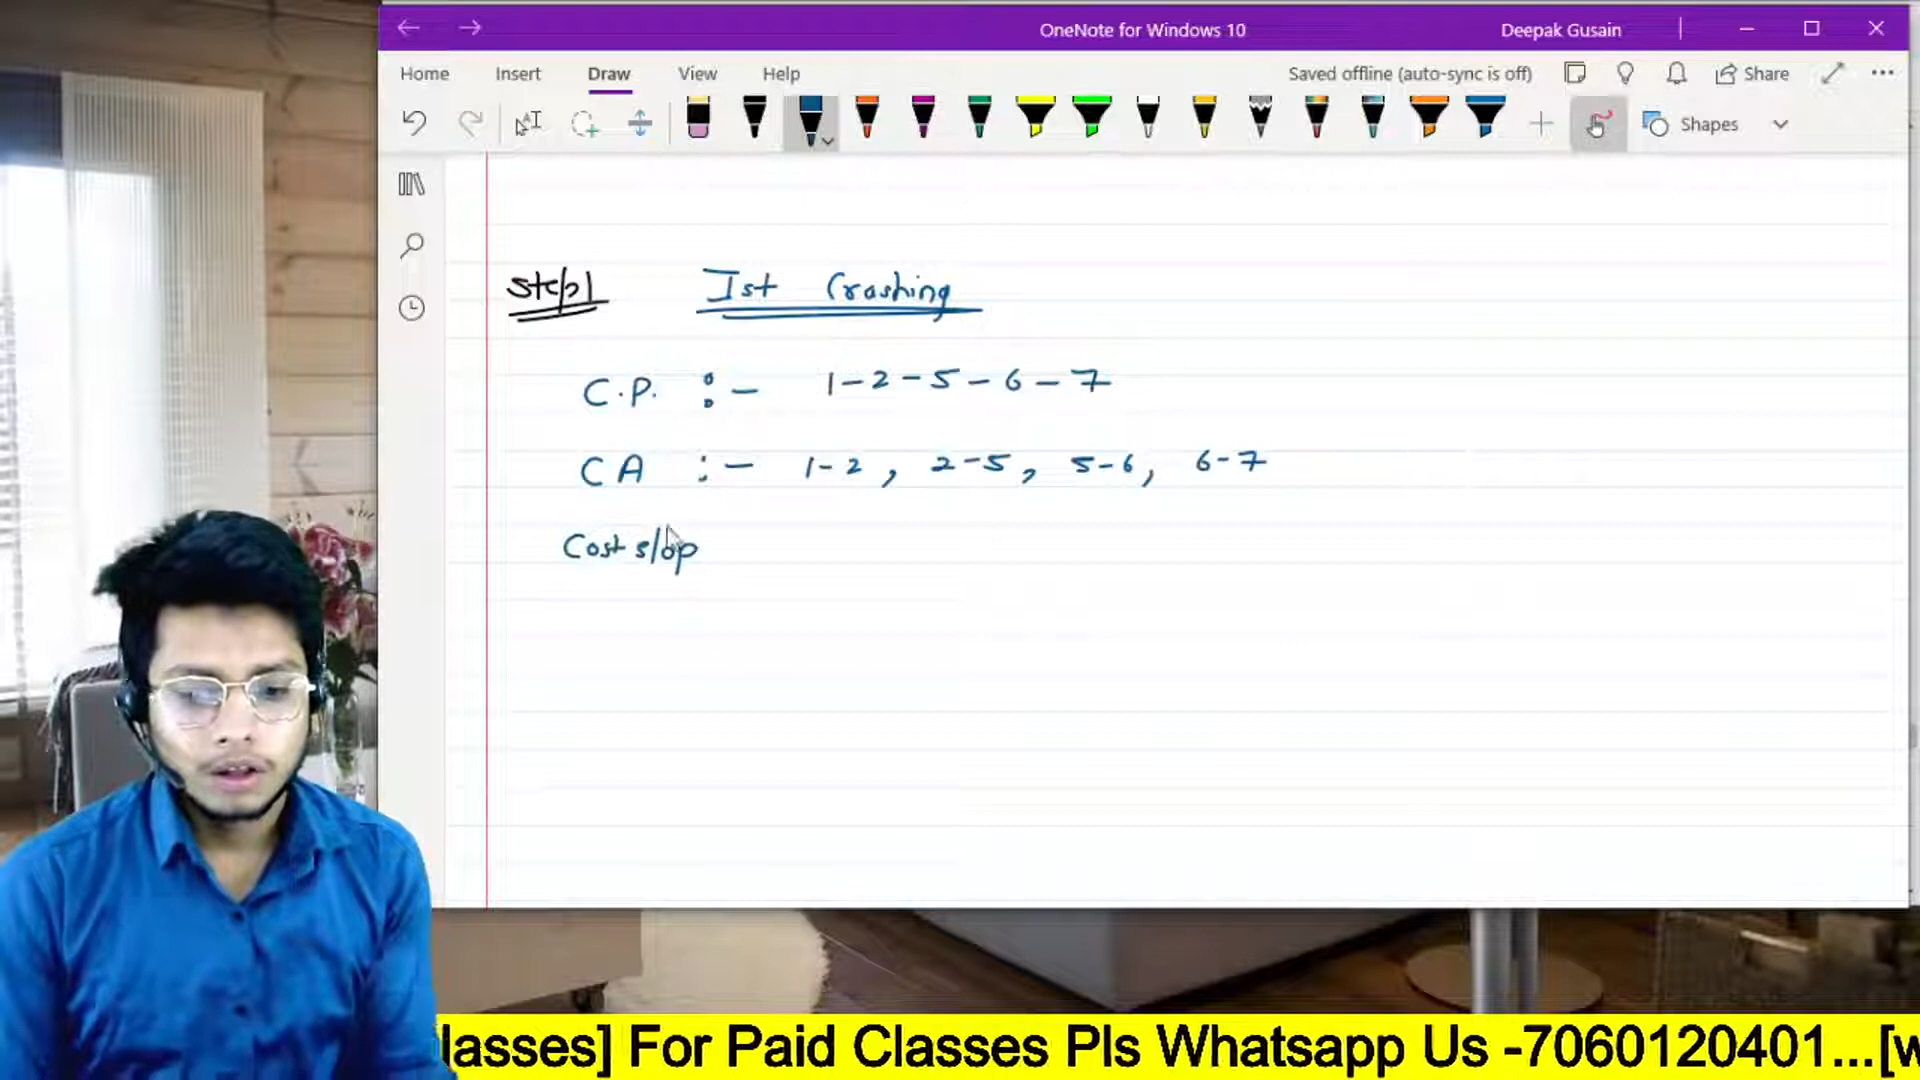 OneNote for Windows 10
Deepak Gusain
Home Insert Draw View Help
Saved offline (auto-sync is off)
Share
Shapes
Step1 Ist Crashing
C.P. :- 1-2-5-6-7
CA :- 1-2, 2-5, 5-6, 6-7
Cost slop
lasses] For Paid Classes Pls Whatsapp Us -7060120401...[w